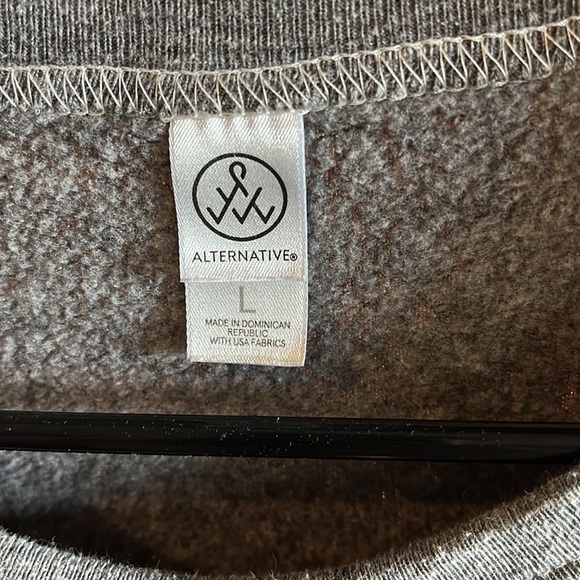 ALTERNATIVE®
L
MADE IN DOMINICAN
REPUBLIC
WITH USA FABRICS